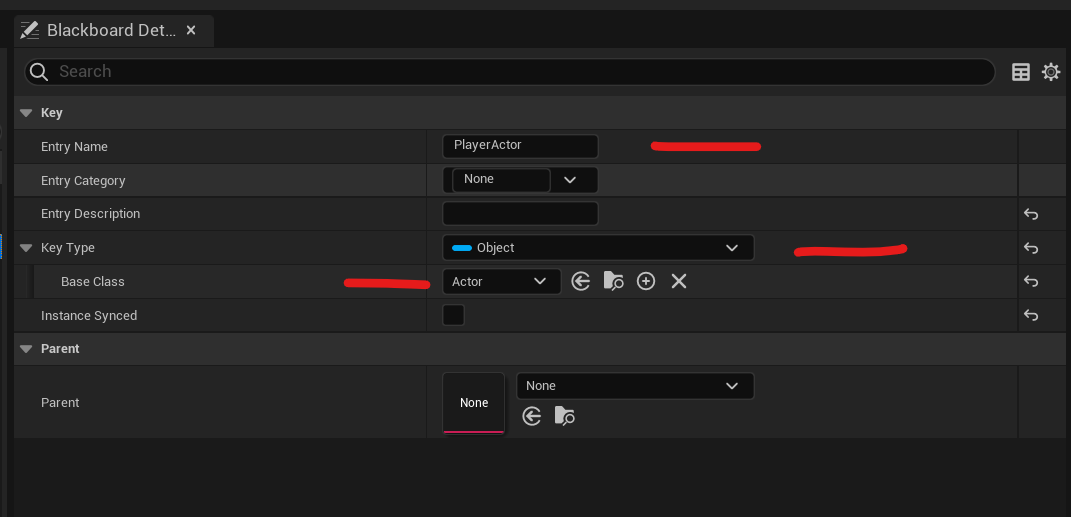 Blackboard Det...
Search
Key
Entry Name PlayerActor
Entry Category None
Entry Description
Key Type Object
Base Class Actor
Instance Synced
Parent
Parent None None